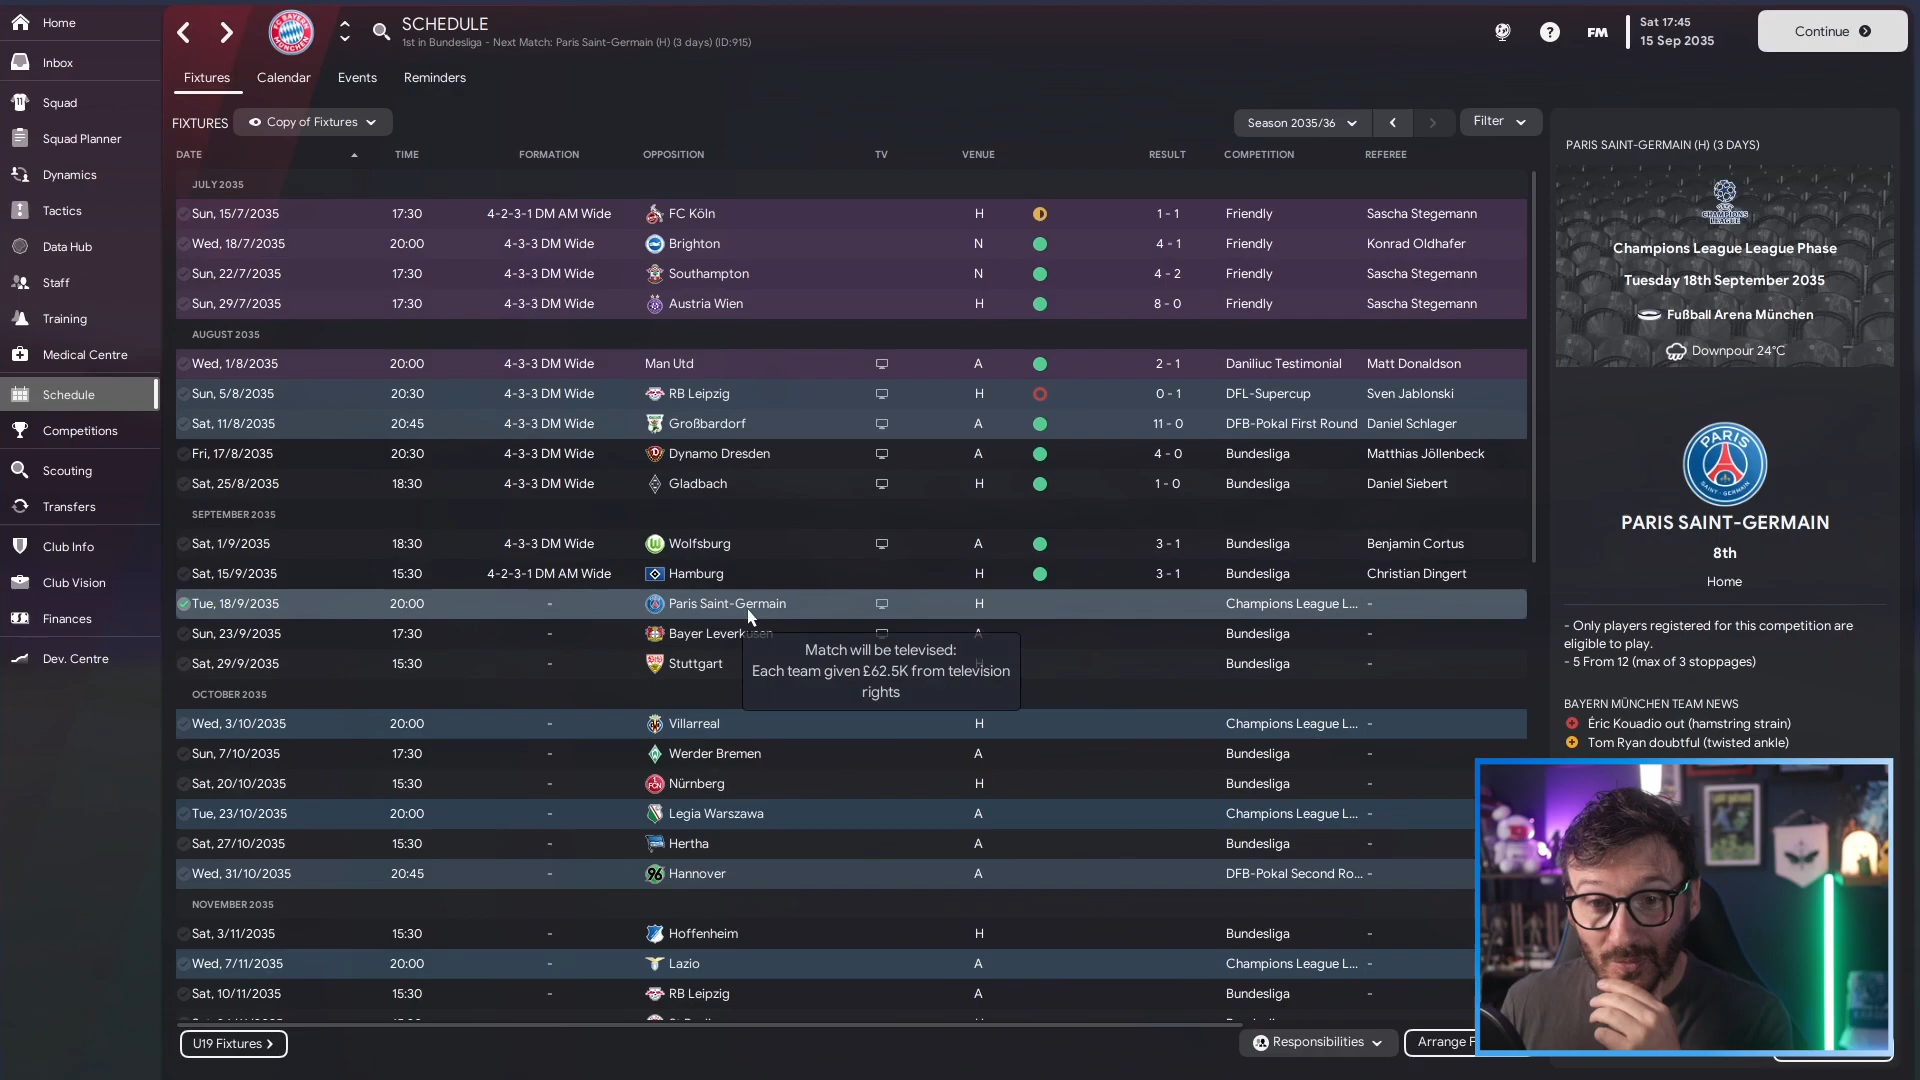 Home
Inbox
Squad
Squad Planner
Dynamics
Tactics
Data Hub
Staff
Training
Medical Centre
Schedule
Competitions
Scouting
Transfers
Club Info
Club Vision
Finances
Dev. Centre
SCHEDULE
1st in Bundesliga - Next Match: Paris Saint-Germain (H) (3 days) (ID:915)
FM
Sat 17:45
15 Sep 2035
Continue
Fixtures Calendar Events Reminders
FIXTURES Copy of Fixtures Season 2035/36 Filter
DATE TIME FORMATION OPPOSITION TV VENUE RESULT COMPETITION REFEREE
JULY 2035
Sun, 15/7/2035 17:30 4-2-3-1 DM AM Wide FC Köln H 1 - 1 Friendly Sascha Stegemann
Wed, 18/7/2035 20:00 4-3-3 DM Wide Brighton N 4 - 1 Friendly Konrad Oldhafer
Sun, 22/7/2035 17:30 4-3-3 DM Wide Southampton N 4 - 2 Friendly Sascha Stegemann
Sun, 29/7/2035 17:30 4-3-3 DM Wide Austria Wien H 8 - 0 Friendly Sascha Stegemann
AUGUST 2035
Wed, 1/8/2035 20:00 4-3-3 DM Wide Man Utd A 2 - 1 Daniliuc Testimonial Matt Donaldson
Sun, 5/8/2035 20:30 4-3-3 DM Wide RB Leipzig H 0 - 1 DFL-Supercup Sven Jablonski
Sat, 11/8/2035 20:45 4-3-3 DM Wide Großbardorf A 11 - 0 DFB-Pokal First Round Daniel Schlager
Fri, 17/8/2035 20:30 4-3-3 DM Wide Dynamo Dresden A 4 - 0 Bundesliga Matthias Jöllenbeck
Sat, 25/8/2035 18:30 4-3-3 DM Wide Gladbach H 1 - 0 Bundesliga Daniel Siebert
SEPTEMBER 2035
Sat, 1/9/2035 18:30 4-3-3 DM Wide Wolfsburg A 3 - 1 Bundesliga Benjamin Cortus
Sat, 15/9/2035 15:30 4-2-3-1 DM AM Wide Hamburg H 3 - 1 Bundesliga Christian Dingert
Tue, 18/9/2035 20:00 - Paris Saint-Germain H Champions League L... -
Sun, 23/9/2035 17:30 - Bayer Leverkusen A Bundesliga -
Sat, 29/9/2035 15:30 - Stuttgart H Bundesliga -
Match will be televised:
Each team given £62.5K from television
rights
OCTOBER 2035
Wed, 3/10/2035 20:00 - Villarreal H Champions League L... -
Sun, 7/10/2035 17:30 - Werder Bremen A Bundesliga -
Sat, 20/10/2035 15:30 - Nürnberg H Bundesliga -
Tue, 23/10/2035 20:00 - Legia Warszawa A Champions League L... -
Sat, 27/10/2035 15:30 - Hertha A Bundesliga -
Wed, 31/10/2035 20:45 - Hannover A DFB-Pokal Second Ro... -
NOVEMBER 2035
Sat, 3/11/2035 15:30 - Hoffenheim H Bundesliga -
Wed, 7/11/2035 20:00 - Lazio A Champions League L... -
Sat, 10/11/2035 15:30 - RB Leipzig A Bundesliga -
U19 Fixtures Responsibilities Arrange F
PARIS SAINT-GERMAIN (H) (3 DAYS)
CHAMPIONS
LEAGUE
Champions League League Phase
Tuesday 18th September 2035
Fußball Arena München
Downpour 24°C
PARIS
SAINT-GERMAIN
PARIS SAINT-GERMAIN
8th
Home
- Only players registered for this competition are
eligible to play.
- 5 From 12 (max of 3 stoppages)
BAYERN MÜNCHEN TEAM NEWS
Éric Kouadio out (hamstring strain)
Tom Ryan doubtful (twisted ankle)